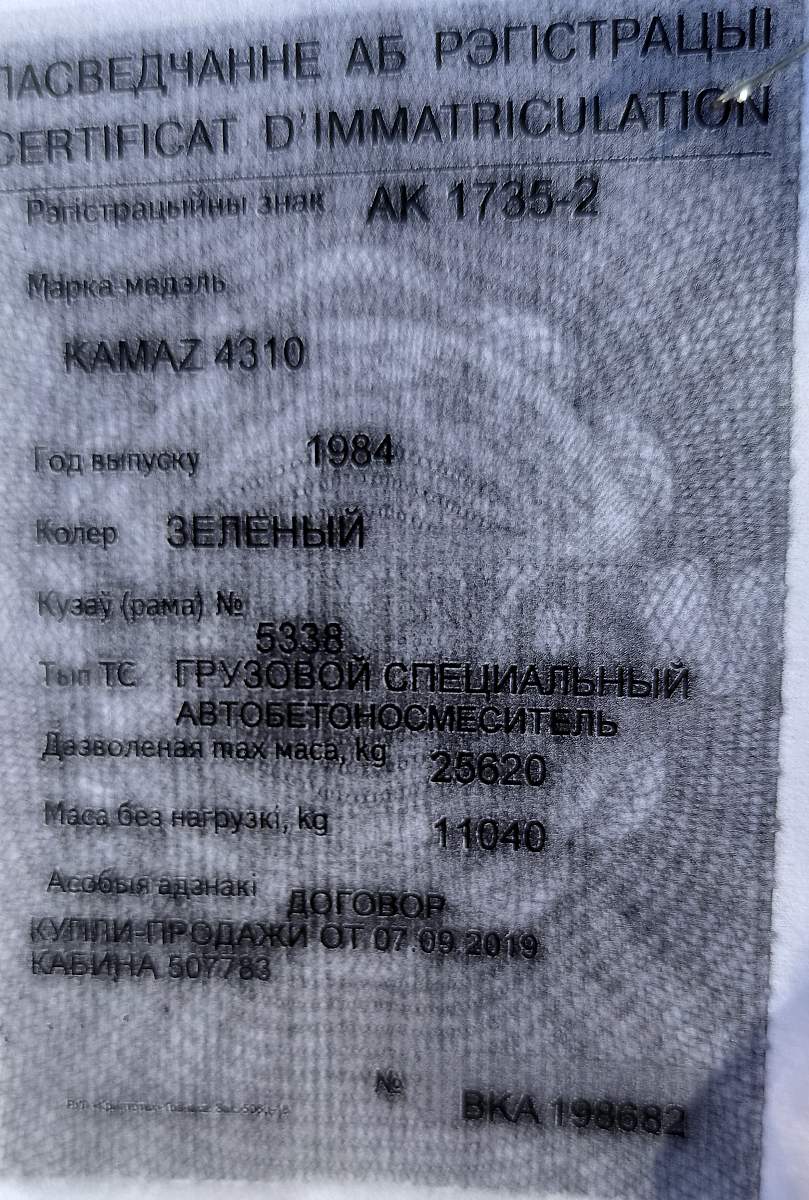 ПАСВЕДЧАННЕ АБ РЭГІСТРАЦЫІ
CERTIFICAT D'IMMATRICULATION
Рэгістрацыйны знак АК 1735-2
Марка-мадэль
KAMAZ 4310
Год выпуску 1984
Колер ЗЕЛЕНЫЙ
Кузаў (рама) №
5338
Тып ТС ГРУЗОВОЙ СПЕЦИАЛЬНЫЙ
АВТОБЕТОНОСМЕСИТЕЛЬ
Дазволеная max маса, kg 25620
Маса без нагрузкі, kg 11040
Асобыя адзнакі ДОГОВОР
КУПЛИ-ПРОДАЖИ ОТ 07.09.2019
КАБИНА 507783
№ ВКА 198682